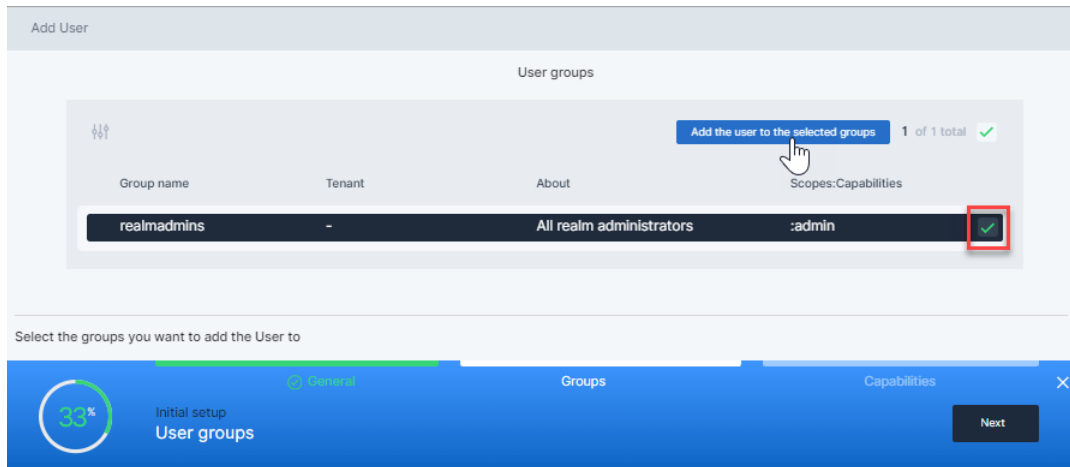 Add User
User groups
Add the user to the selected groups 1 of 1 total
Group name Tenant About Scopes:Capabilities
realmadmins - All realm administrators :admin
Select the groups you want to add the User to
General Groups Capabilities
33%
Initial setup
User groups
Next